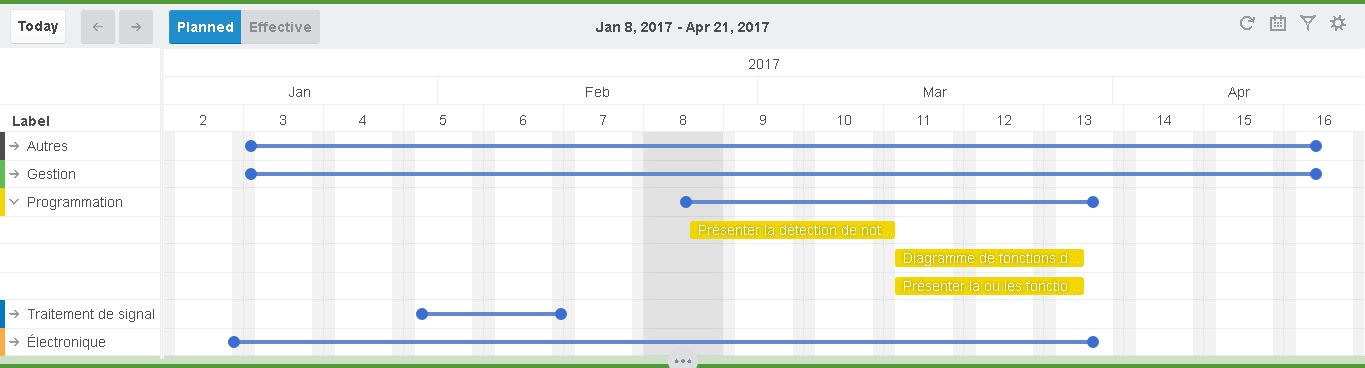 Today ← → Planned Effective Jan 8, 2017 - Apr 21, 2017
2017
Jan Feb Mar Apr
Label 2 3 4 5 6 7 8 9 10 11 12 13 14 15 16
Autres
Gestion
Programmation
Présenter la détection de not...
Diagramme de fonctions d...
Présenter la ou les fonctio...
Traitement de signal
Électronique